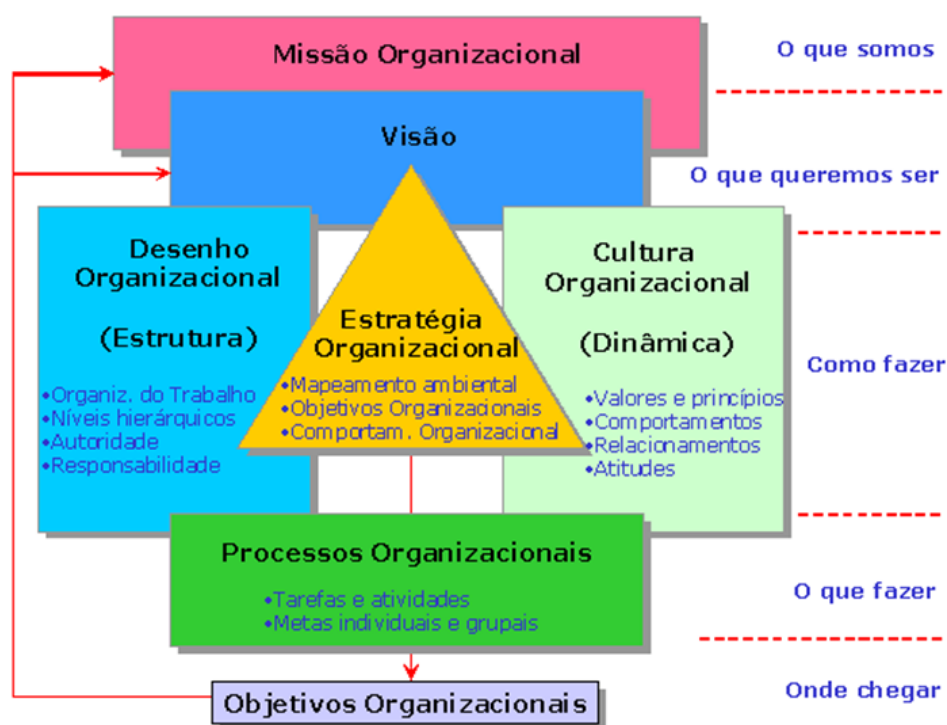 Missão Organizacional
O que somos
Visão
O que queremos ser
Desenho
Organizacional
(Estrutura)
•Organiz. do Trabalho
•Níveis hierárquicos
•Autoridade
•Responsabilidade
Estratégia
Organizacional
•Mapeamento ambiental
•Objetivos Organizacionais
•Comportam. Organizacional
Cultura
Organizacional
(Dinâmica)
•Valores e princípios
•Comportamentos
•Relacionamentos
•Atitudes
Como fazer
Processos Organizacionais
•Tarefas e atividades
•Metas individuais e grupais
O que fazer
Objetivos Organizacionais
Onde chegar